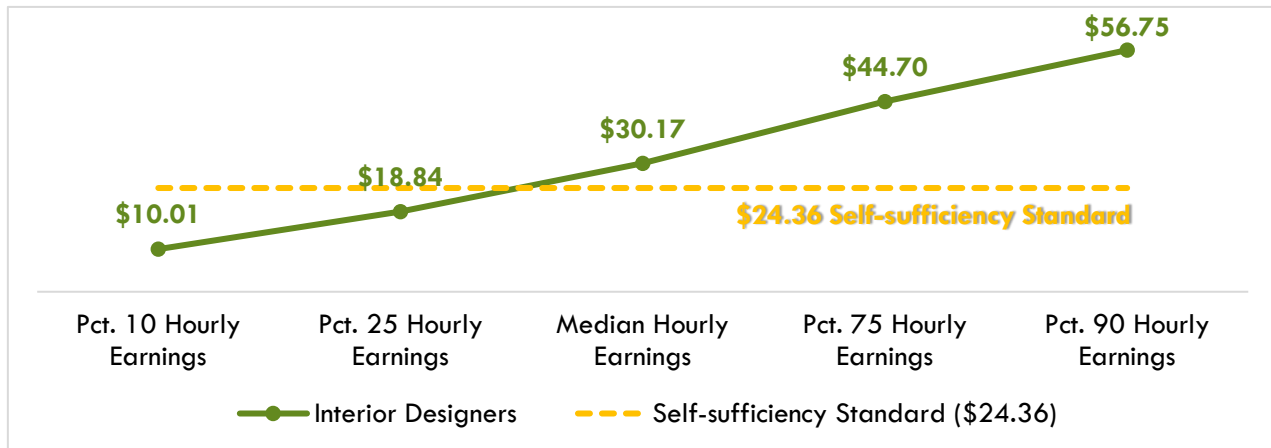 $56.75
$44.70
$30.17
$18.84
$10.01
$24.36 Self-sufficiency Standard
Pct. 10 Hourly Earnings
Pct. 25 Hourly Earnings
Median Hourly Earnings
Pct. 75 Hourly Earnings
Pct. 90 Hourly Earnings
Interior Designers
Self-sufficiency Standard ($24.36)